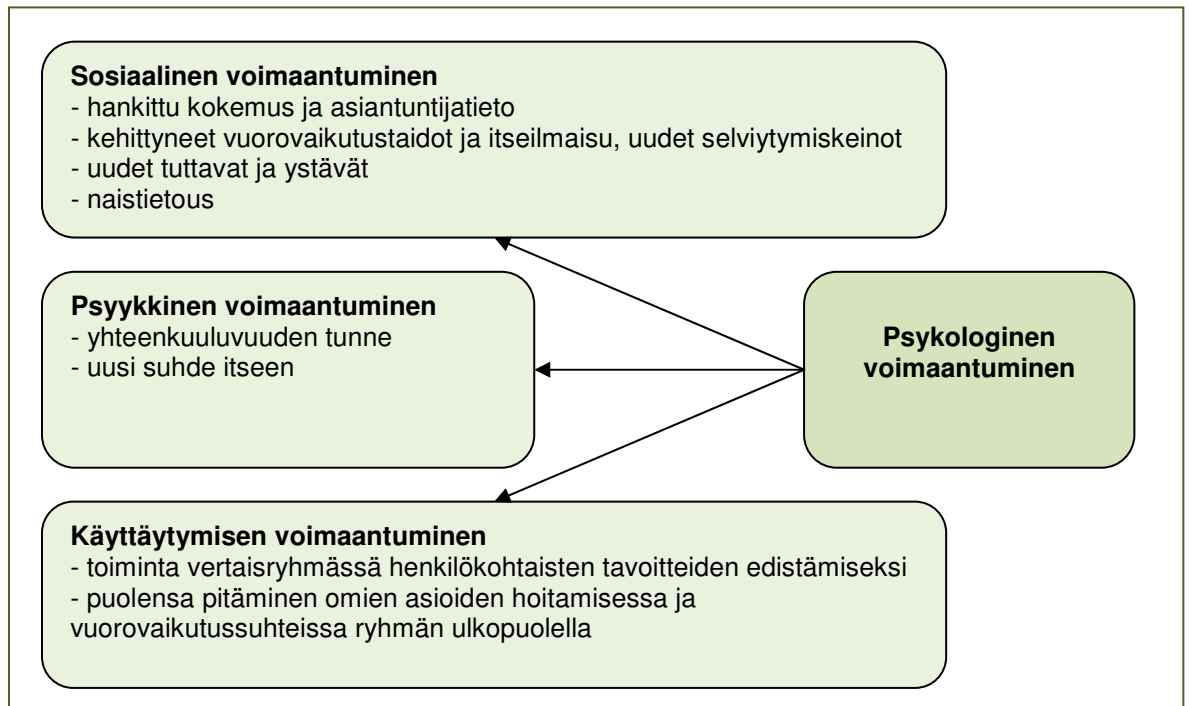 Sosiaalinen voimaantuminen
- hankittu kokemus ja asiantuntijatieto
- kehittyneet vuorovaikutustaidot ja itseilmaisu, uudet selviytymiskeinot
- uudet tuttavat ja ystävät
- naistietous
Psyykkinen voimaantuminen
- yhteenkuuluvuuden tunne
- uusi suhde itseen
Psykologinen
voimaantuminen
Käyttäytymisen voimaantuminen
- toiminta vertaisryhmässä henkilökohtaisten tavoitteiden edistämiseksi
- puolensa pitäminen omien asioiden hoitamisessa ja
vuorovaikutussuhteissa ryhmän ulkopuolella